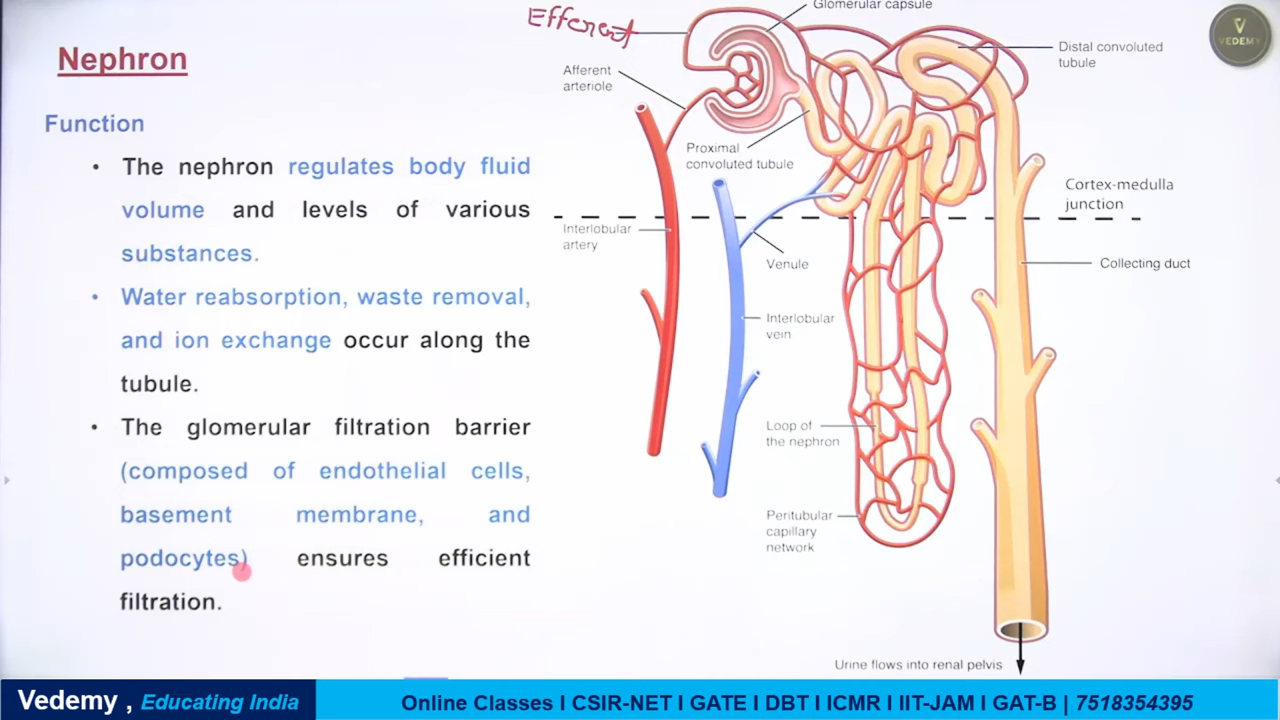 Nephron
Function
• The nephron regulates body fluid
volume and levels of various
substances.
• Water reabsorption, waste removal,
and ion exchange occur along the
tubule.
• The glomerular filtration barrier
(composed of endothelial cells,
basement membrane, and
podocytes) ensures efficient
filtration.
Efferent
Glomerular capsule
Afferent
arteriole
Distal convoluted
tubule
Proximal
convoluted tubule
Cortex-medulla
junction
Interlobular
artery
Venule
Collecting duct
Interlobular
vein
Loop of
the nephron
Peritubular
capillary
network
Urine flows into renal pelvis
V
VEDEMY
Vedemy , Educating India
Online Classes I CSIR-NET I GATE I DBT I ICMR I IIT-JAM I GAT-B | 7518354395